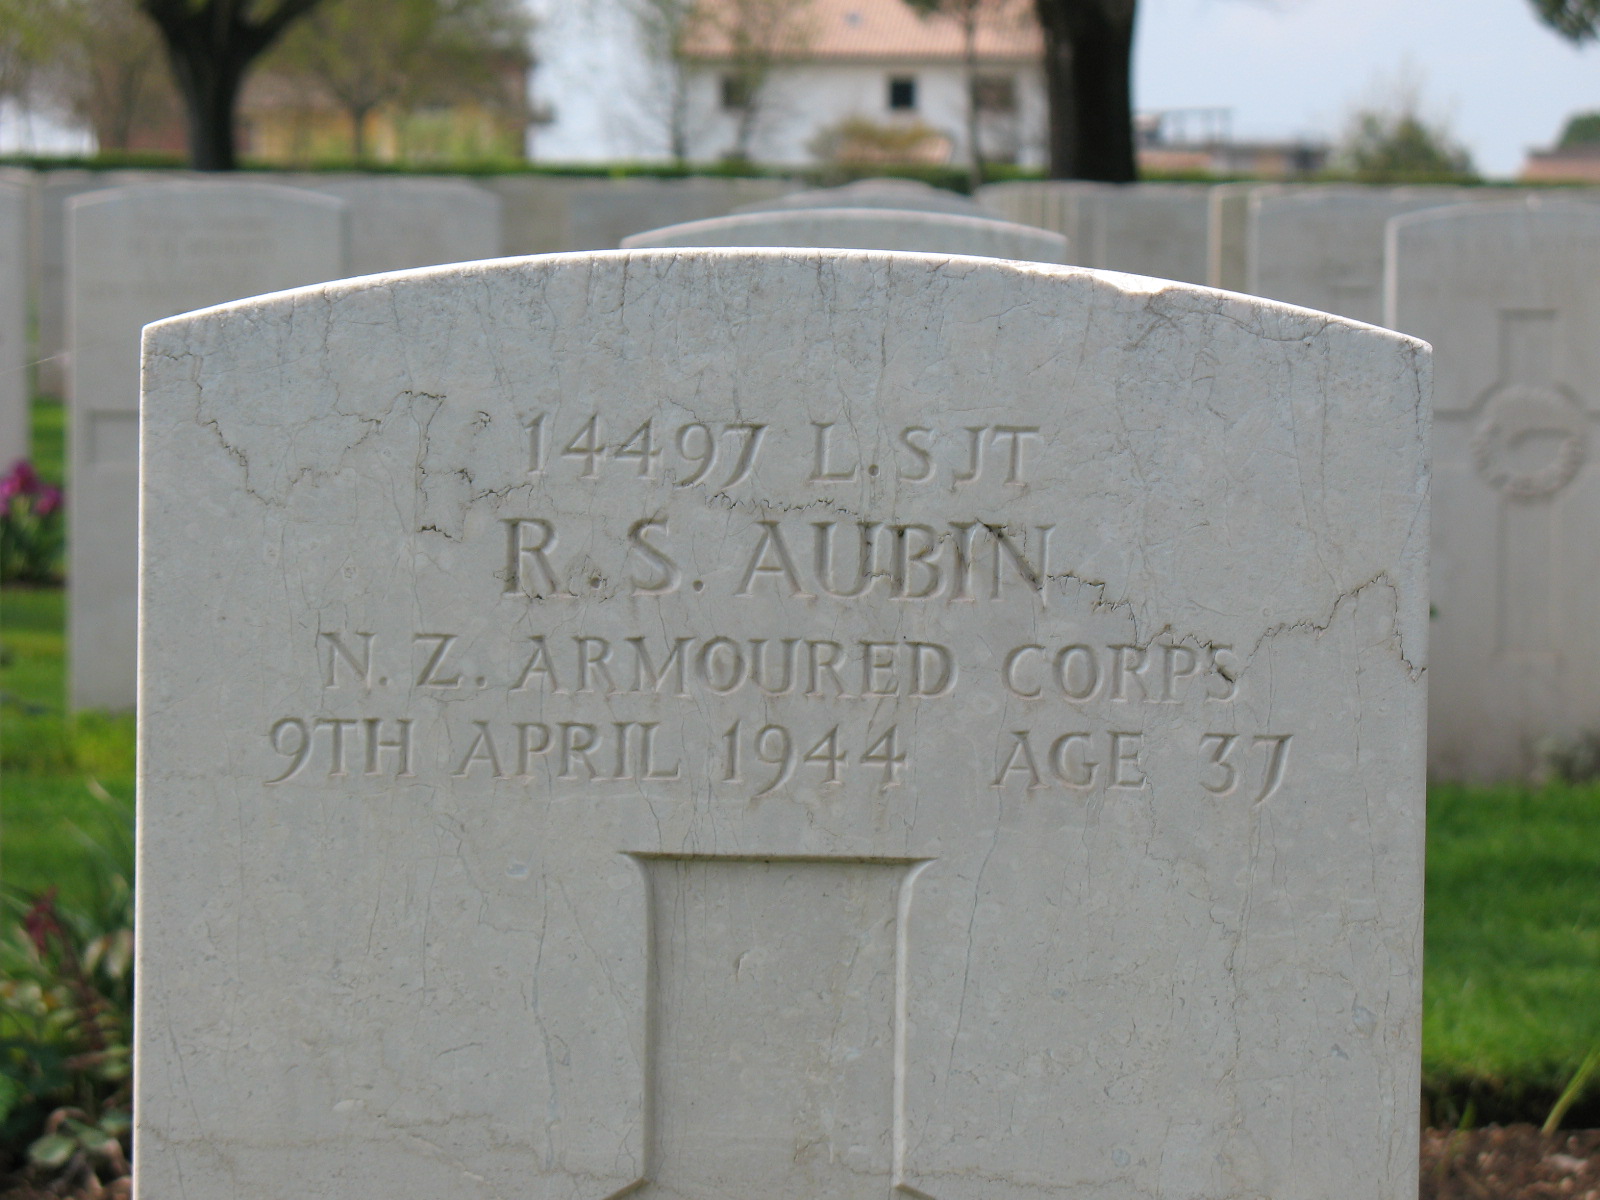 14497 L.SJT
R.S. AUBIN
N.Z. ARMOURED CORPS
9TH APRIL 1944 AGE 37